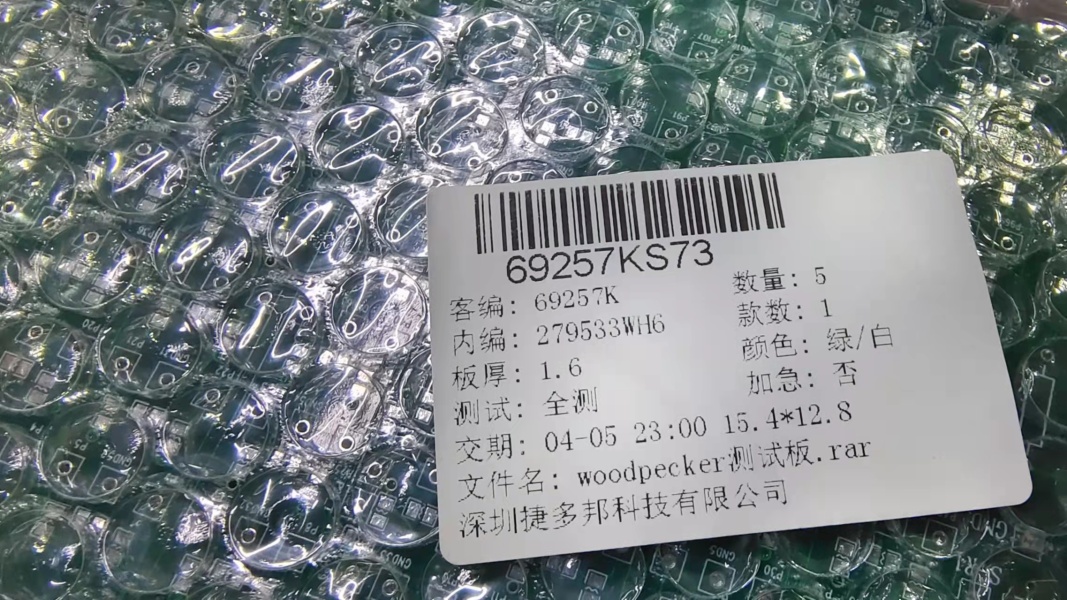 69257KS73
客编: 69257K 数量: 5
内编: 279533WH6 款数: 1
板厚: 1.6 颜色: 绿/白
测试: 全测 加急: 否
交期: 04-05 23:00 15.4*12.8
文件名: woodpecker测试板.rar
深圳捷多邦科技有限公司